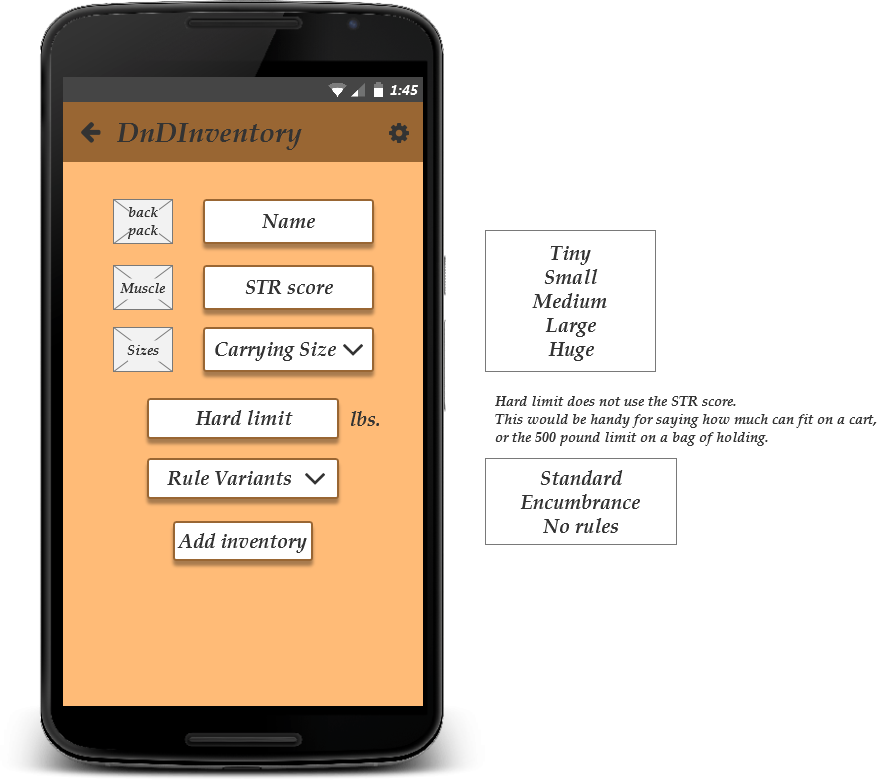 1:45
DnDInventory
back
pack
Name
Muscle
STR score
Sizes
Carrying Size
Hard limit
lbs.
Rule Variants
Add inventory
Tiny
Small
Medium
Large
Huge
Hard limit does not use the STR score.
This would be handy for saying how much can fit on a cart,
or the 500 pound limit on a bag of holding.
Standard
Encumbrance
No rules